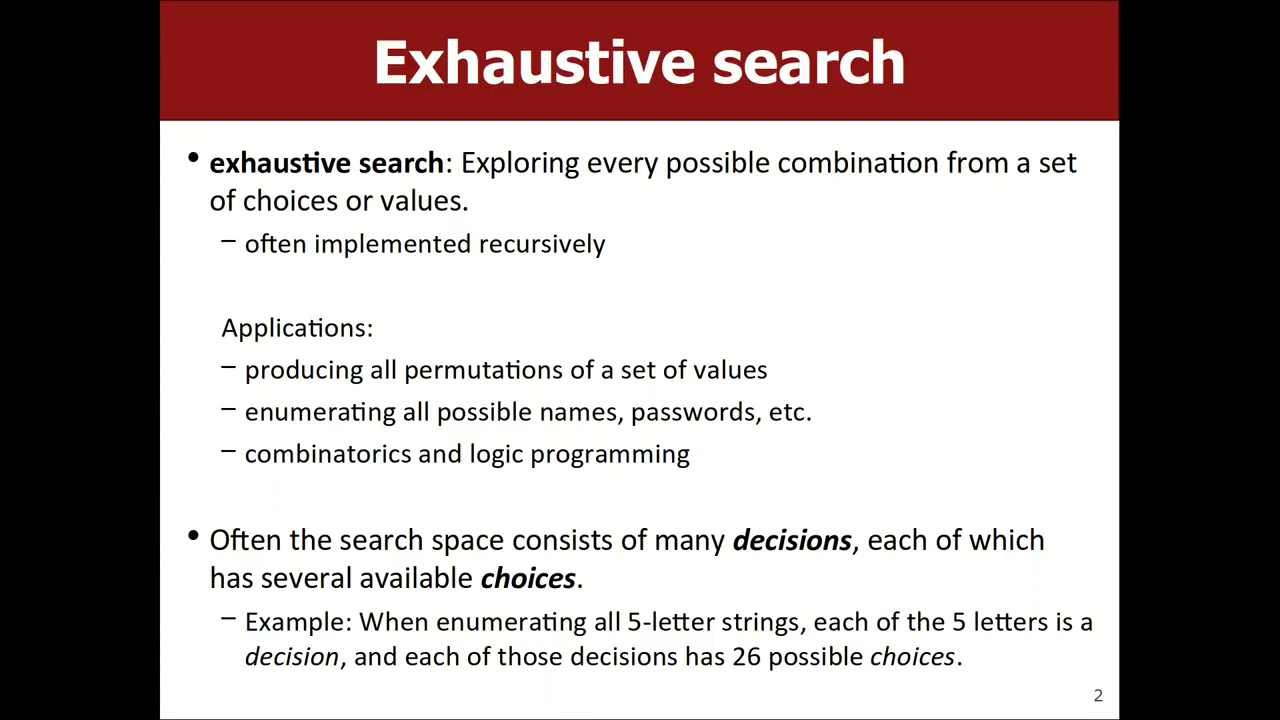 Exhaustive search
• exhaustive search: Exploring every possible combination from a set
of choices or values.
– often implemented recursively
Applications:
– producing all permutations of a set of values
– enumerating all possible names, passwords, etc.
– combinatorics and logic programming
• Often the search space consists of many decisions, each of which
has several available choices.
– Example: When enumerating all 5-letter strings, each of the 5 letters is a
decision, and each of those decisions has 26 possible choices.
2